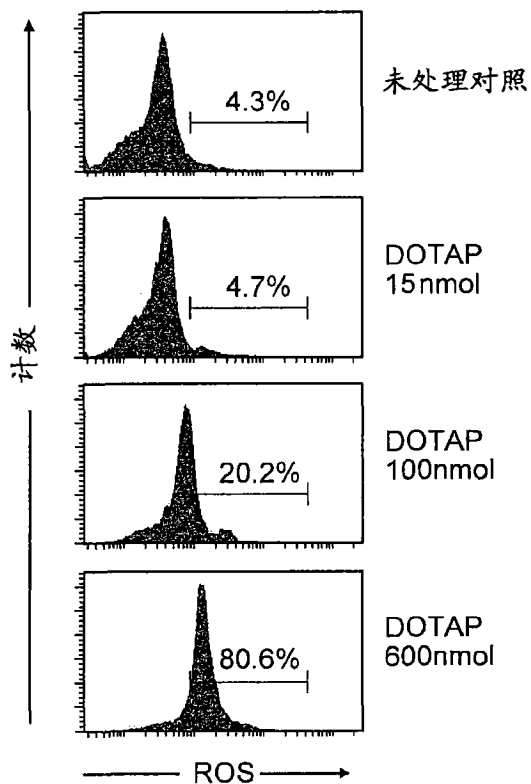 未处理对照
4.3%
DOTAP
15nmol
4.7%
DOTAP
100nmol
20.2%
DOTAP
600nmol
80.6%
计数
ROS